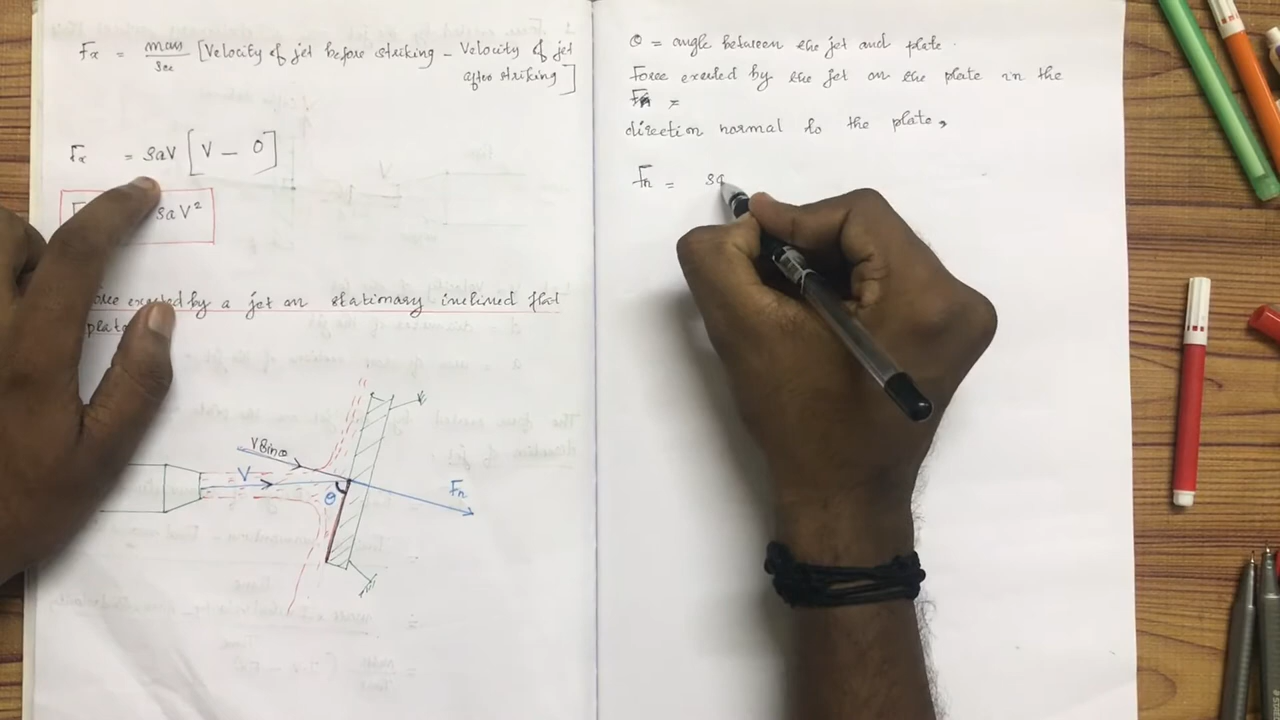 Fx = mass/sec [Velocity of jet before striking - Velocity of jet
after striking]
Fx = ρaV [V - 0]
ρaV²
Force exerted by a jet on stationary inclined flat
plate
V Sinθ
V
θ
Fn
θ = angle between the jet and plate.
Force exerted by the jet on the plate in the
direction normal to the plate,
Fn = ρa